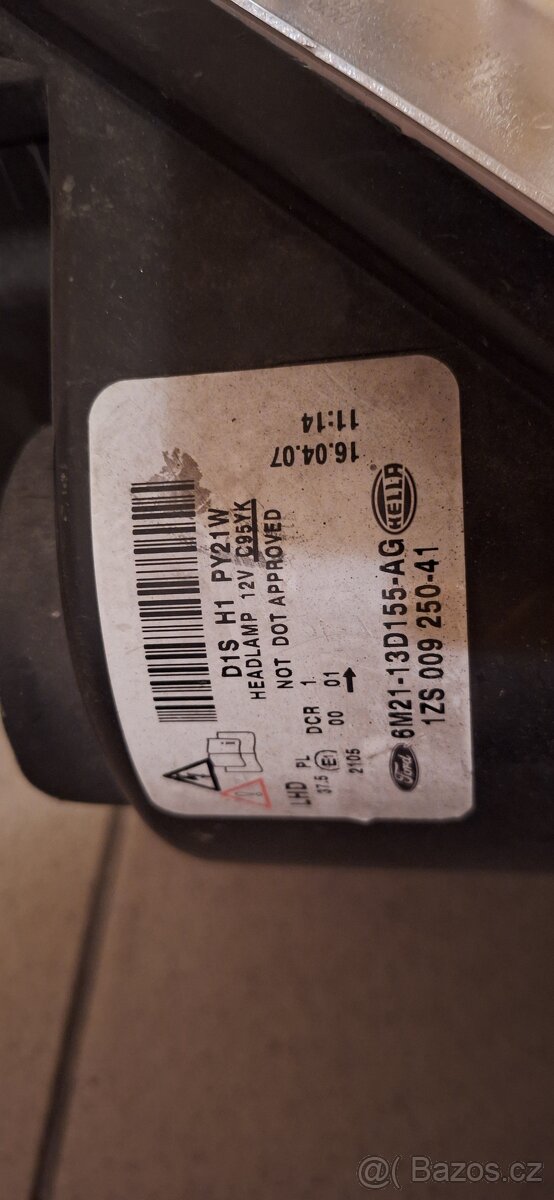 16.04.07
11:14
D1S H1 PY21W
HEADLAMP 12V C95YK
NOT DOT APPROVED
LHD PL DCR 1.
37.5 E1 .00 01
2105
Ford 6M21-13D155-AG HELLA
1ZS 009 250-41
@( Bazos.cz